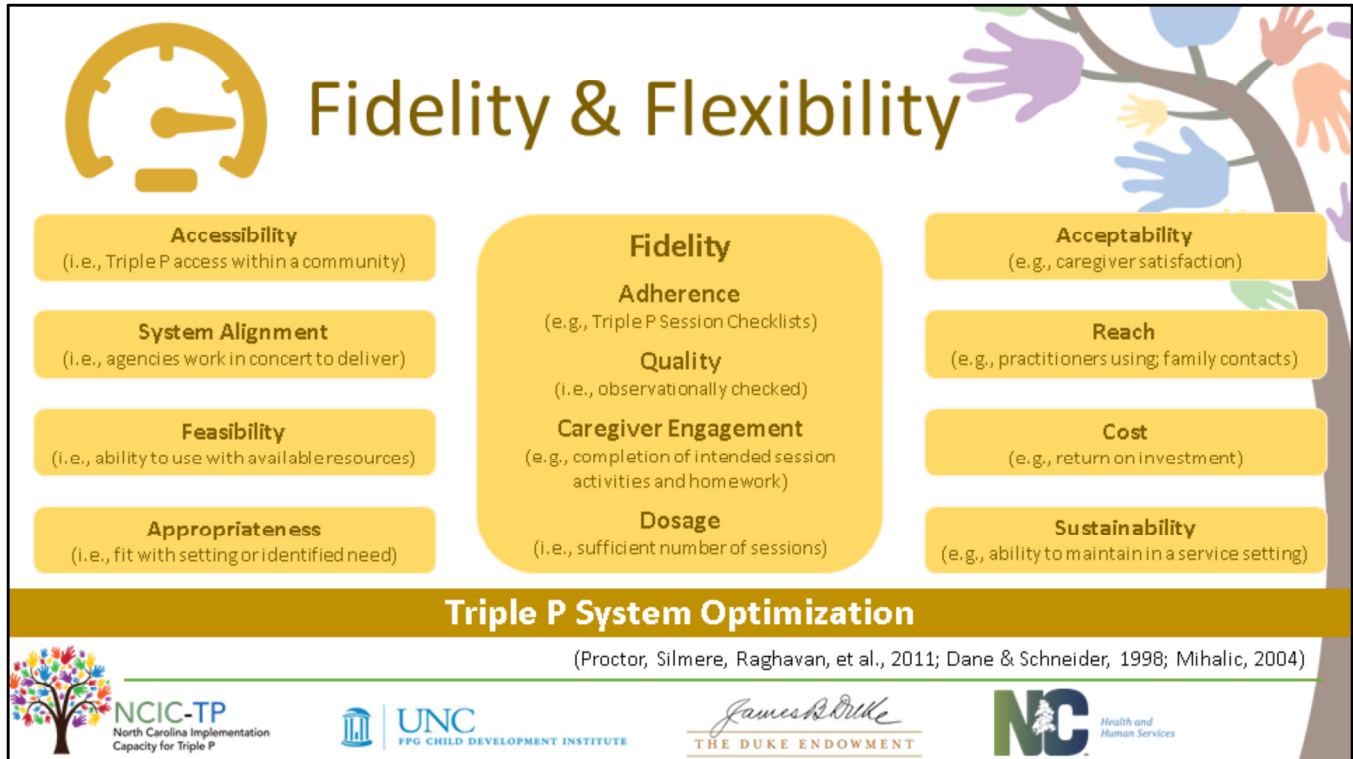 Fidelity & Flexibility
Accessibility
(i.e., Triple P access within a community)
System Alignment
(i.e., agencies work in concert to deliver)
Feasibility
(i.e., ability to use with available resources)
Appropriateness
(i.e., fit with setting or identified need)
Fidelity
Adherence
(e.g., Triple P Session Checklists)
Quality
(i.e., observationally checked)
Caregiver Engagement
(e.g., completion of intended session
activities and homework)
Dosage
(i.e., sufficient number of sessions)
Acceptability
(e.g., caregiver satisfaction)
Reach
(e.g., practitioners using; family contacts)
Cost
(e.g., return on investment)
Sustainability
(e.g., ability to maintain in a service setting)
Triple P System Optimization
(Proctor, Silmere, Raghavan, et al., 2011; Dane & Schneider, 1998; Mihalic, 2004)
NCIC-TP
North Carolina Implementation
Capacity for Triple P
UNC
FPG CHILD DEVELOPMENT INSTITUTE
James B Duke
THE DUKE ENDOWMENT
NC
Health and
Human Services